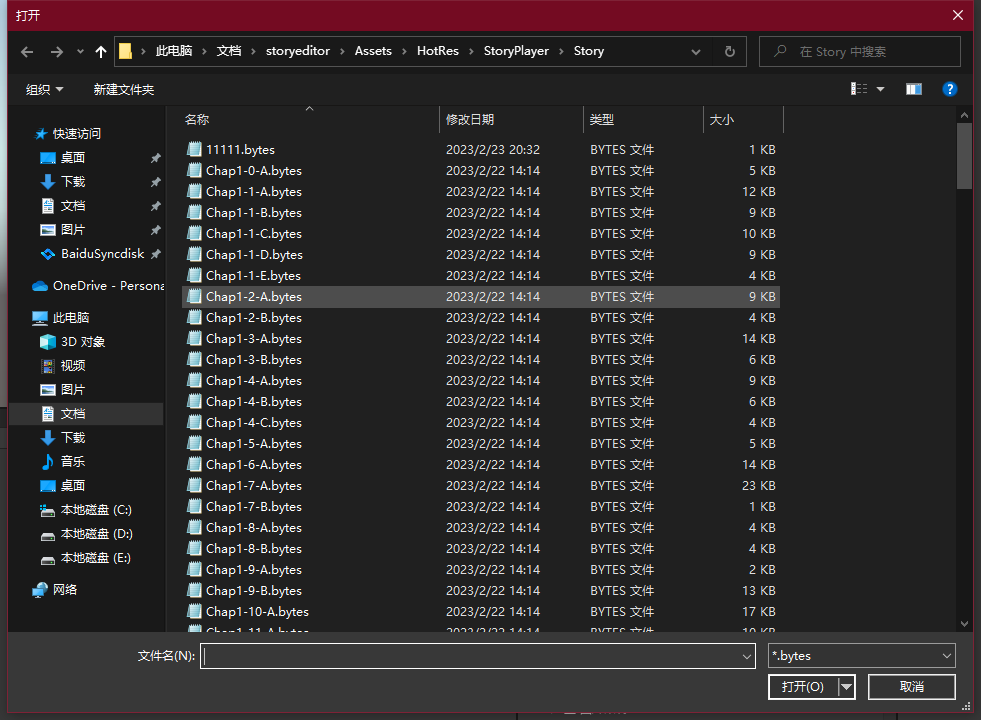 打开
此电脑 › 文档 › storyeditor › Assets › HotRes › StoryPlayer › Story
在 Story 中搜索
组织
新建文件夹
快速访问
桌面
下载
文档
图片
BaiduSyncdisk
OneDrive - Persona
此电脑
3D 对象
视频
图片
文档
下载
音乐
桌面
本地磁盘 (C:)
本地磁盘 (D:)
本地磁盘 (E:)
网络
名称 修改日期 类型 大小
11111.bytes 2023/2/23 20:32 BYTES 文件 1 KB
Chap1-0-A.bytes 2023/2/22 14:14 BYTES 文件 5 KB
Chap1-1-A.bytes 2023/2/22 14:14 BYTES 文件 12 KB
Chap1-1-B.bytes 2023/2/22 14:14 BYTES 文件 9 KB
Chap1-1-C.bytes 2023/2/22 14:14 BYTES 文件 10 KB
Chap1-1-D.bytes 2023/2/22 14:14 BYTES 文件 9 KB
Chap1-1-E.bytes 2023/2/22 14:14 BYTES 文件 4 KB
Chap1-2-A.bytes 2023/2/22 14:14 BYTES 文件 9 KB
Chap1-2-B.bytes 2023/2/22 14:14 BYTES 文件 4 KB
Chap1-3-A.bytes 2023/2/22 14:14 BYTES 文件 14 KB
Chap1-3-B.bytes 2023/2/22 14:14 BYTES 文件 6 KB
Chap1-4-A.bytes 2023/2/22 14:14 BYTES 文件 9 KB
Chap1-4-B.bytes 2023/2/22 14:14 BYTES 文件 6 KB
Chap1-4-C.bytes 2023/2/22 14:14 BYTES 文件 4 KB
Chap1-5-A.bytes 2023/2/22 14:14 BYTES 文件 5 KB
Chap1-6-A.bytes 2023/2/22 14:14 BYTES 文件 14 KB
Chap1-7-A.bytes 2023/2/22 14:14 BYTES 文件 23 KB
Chap1-7-B.bytes 2023/2/22 14:14 BYTES 文件 1 KB
Chap1-8-A.bytes 2023/2/22 14:14 BYTES 文件 4 KB
Chap1-8-B.bytes 2023/2/22 14:14 BYTES 文件 4 KB
Chap1-9-A.bytes 2023/2/22 14:14 BYTES 文件 2 KB
Chap1-9-B.bytes 2023/2/22 14:14 BYTES 文件 13 KB
Chap1-10-A.bytes 2023/2/22 14:14 BYTES 文件 17 KB
文件名(N):
*.bytes
打开(O)
取消